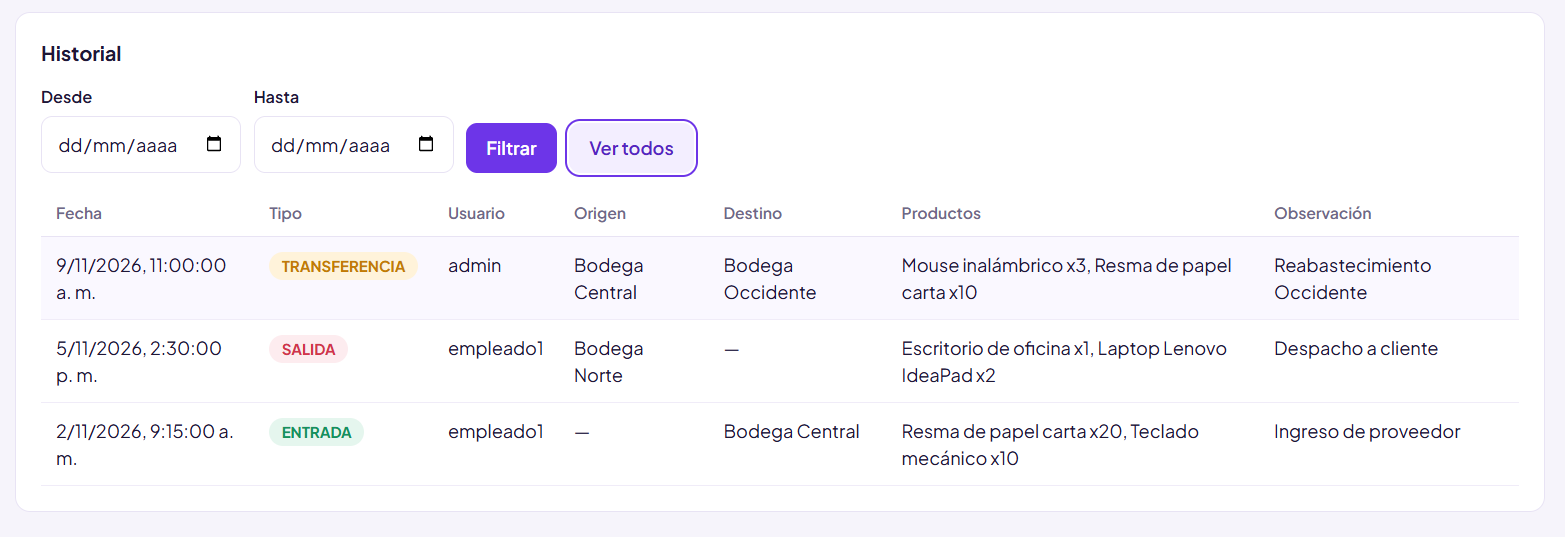 Historial
Desde Hasta
dd/mm/aaaa dd/mm/aaaa Filtrar Ver todos
Fecha Tipo Usuario Origen Destino Productos Observación
9/11/2026, 11:00:00 TRANSFERENCIA admin Bodega Bodega Mouse inalámbrico x3, Resma de papel Reabastecimiento
a. m. Central Occidente carta x10 Occidente
5/11/2026, 2:30:00 SALIDA empleado1 Bodega — Escritorio de oficina x1, Laptop Lenovo Despacho a cliente
p. m. Norte IdeaPad x2
2/11/2026, 9:15:00 a. ENTRADA empleado1 — Bodega Central Resma de papel carta x20, Teclado Ingreso de proveedor
m. mecánico x10